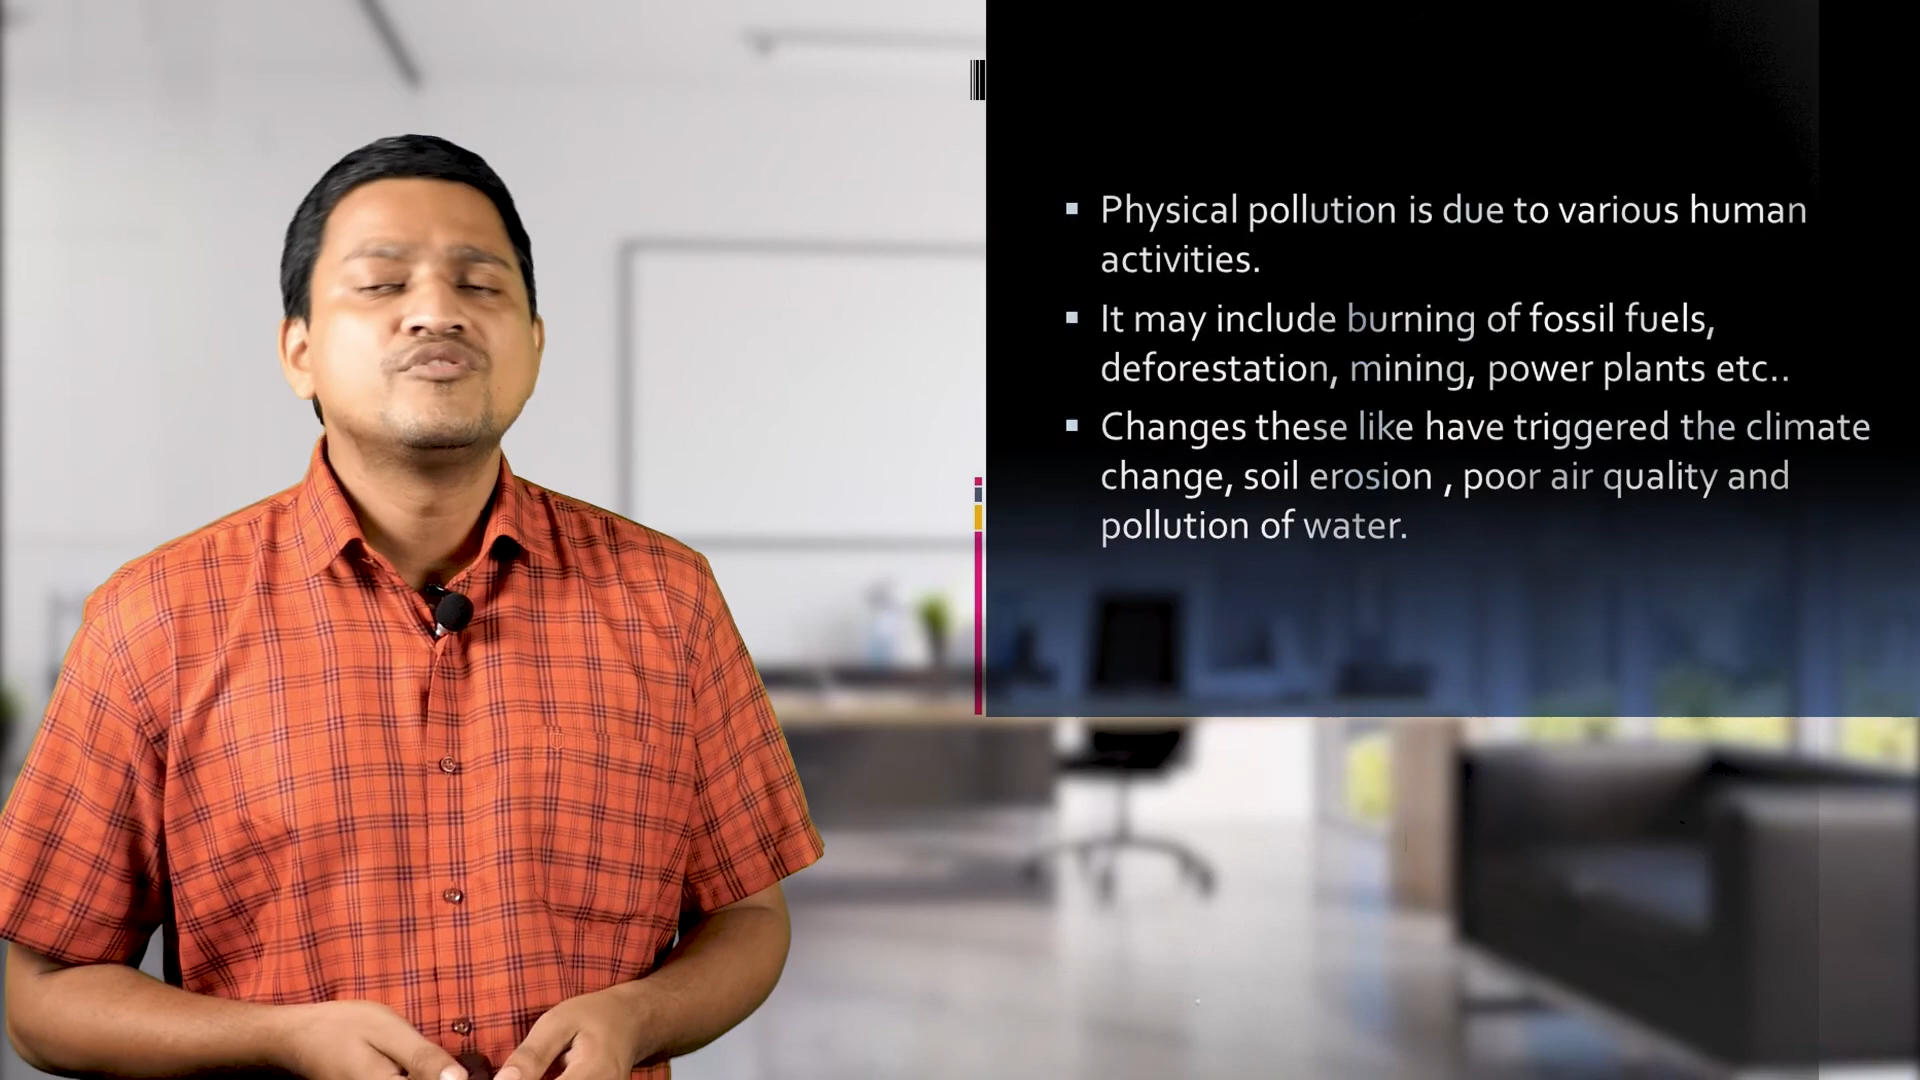 Physical pollution is due to various human
activities.
It may include burning of fossil fuels,
deforestation, mining, power plants etc..
Changes these like have triggered the climate
change, soil erosion , poor air quality and
pollution of water.